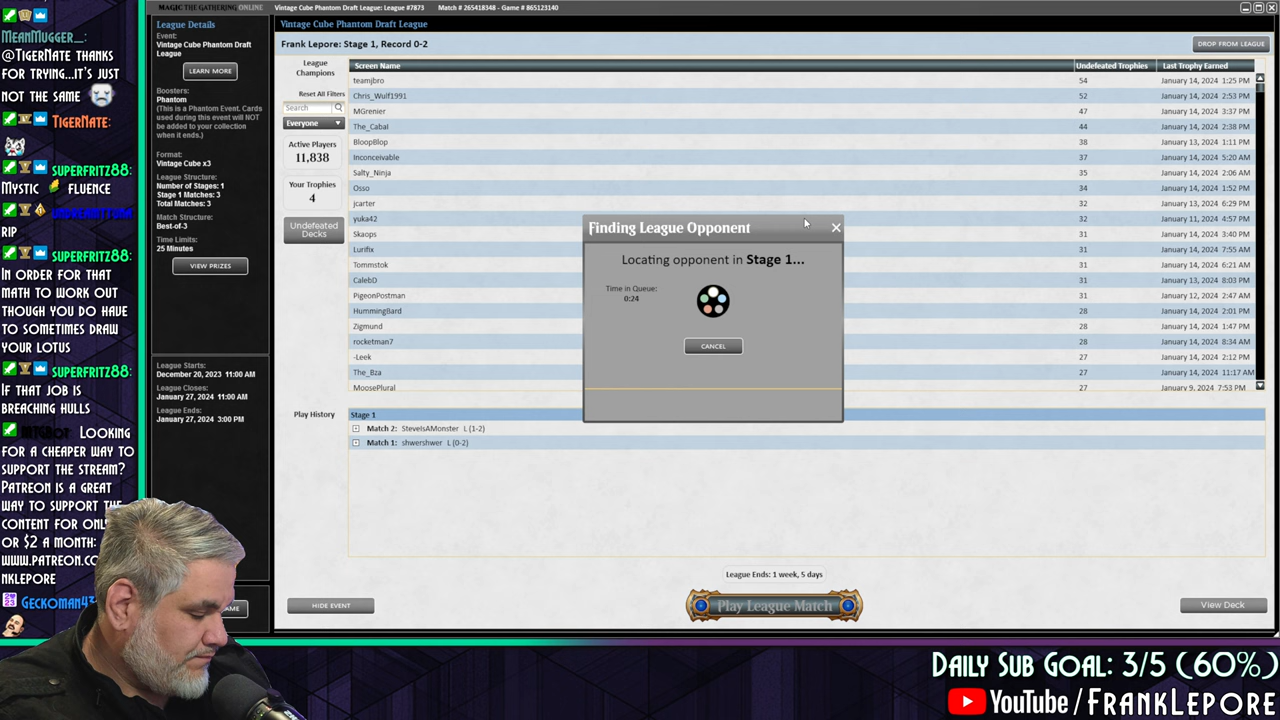 MeanMugger_:
@TigerNate thanks
for trying...it's just
not the same
TigerNate:
superfritz88:
Mystic fluence
undeadttura
rip
superfritz88:
In order for that
math to work out
though you do have
to sometimes draw
your lotus
superfritz88:
If that job is
breaching hulls
Looking
for a cheaper way to
support the stream?
Patreon is a great
way to support the
content for onl
or $2 a month:
www.patreon.co
nklepore
MAGIC THE GATHERING ONLINE
Vintage Cube Phantom Draft League: League #7873 Match # 265418348 - Game # 865123140
League Details
Event:
Vintage Cube Phantom Draft
League
LEARN MORE
Boosters:
Phantom
(This is a Phantom Event. Cards
used during this event will NOT
be added to your collection
when it ends.)
Format:
Vintage Cube x3
League Structure:
Number of Stages: 1
Stage 1 Matches: 3
Total Matches: 3
Match Structure:
Best-of-3
Time Limits:
25 Minutes
VIEW PRIZES
League Starts:
December 20, 2023 11:00 AM
League Closes:
January 27, 2024 11:00 AM
League Ends:
January 27, 2024 3:00 PM
Vintage Cube Phantom Draft League
Frank Lepore: Stage 1, Record 0-2
DROP FROM LEAGUE
League
Champions
Reset All Filters
Search
Everyone
Active Players
11,838
Your Trophies
4
Undefeated
Decks
Screen Name Undefeated Trophies Last Trophy Earned
teamjbro 54 January 14, 2024 1:25 PM
Chris_Wulf1991 52 January 14, 2024 2:53 PM
MGrenier 47 January 14, 2024 3:37 PM
The_Cabal 44 January 14, 2024 2:38 PM
BloopBlop 38 January 13, 2024 1:11 PM
Inconceivable 37 January 14, 2024 5:20 AM
Salty_Ninja 35 January 14, 2024 2:06 AM
Osso 34 January 14, 2024 1:52 PM
jcarter 32 January 13, 2024 6:29 PM
yuka42 32 January 11, 2024 4:57 PM
Skaops 31 January 14, 2024 3:40 PM
Lurifix 31 January 14, 2024 7:55 AM
Tommstok 31 January 14, 2024 6:21 AM
CalebD 31 January 13, 2024 8:03 PM
PigeonPostman 31 January 12, 2024 2:47 AM
HummingBard 28 January 14, 2024 2:01 PM
Zigmund 28 January 14, 2024 1:47 PM
rocketman7 28 January 14, 2024 8:34 AM
-Leek 27 January 14, 2024 2:12 PM
The_Bza 27 January 14, 2024 11:17 AM
MoosePlural 27 January 9, 2024 7:53 PM
Finding League Opponent
Locating opponent in Stage 1...
Time in Queue:
0:24
CANCEL
Play History
Stage 1
Match 2: SteveIsAMonster L (1-2)
Match 1: shwershwer L (0-2)
League Ends: 1 week, 5 days
HIDE EVENT
Play League Match
View Deck
Daily Sub Goal: 3/5 (60%)
YouTube/FrankLepore